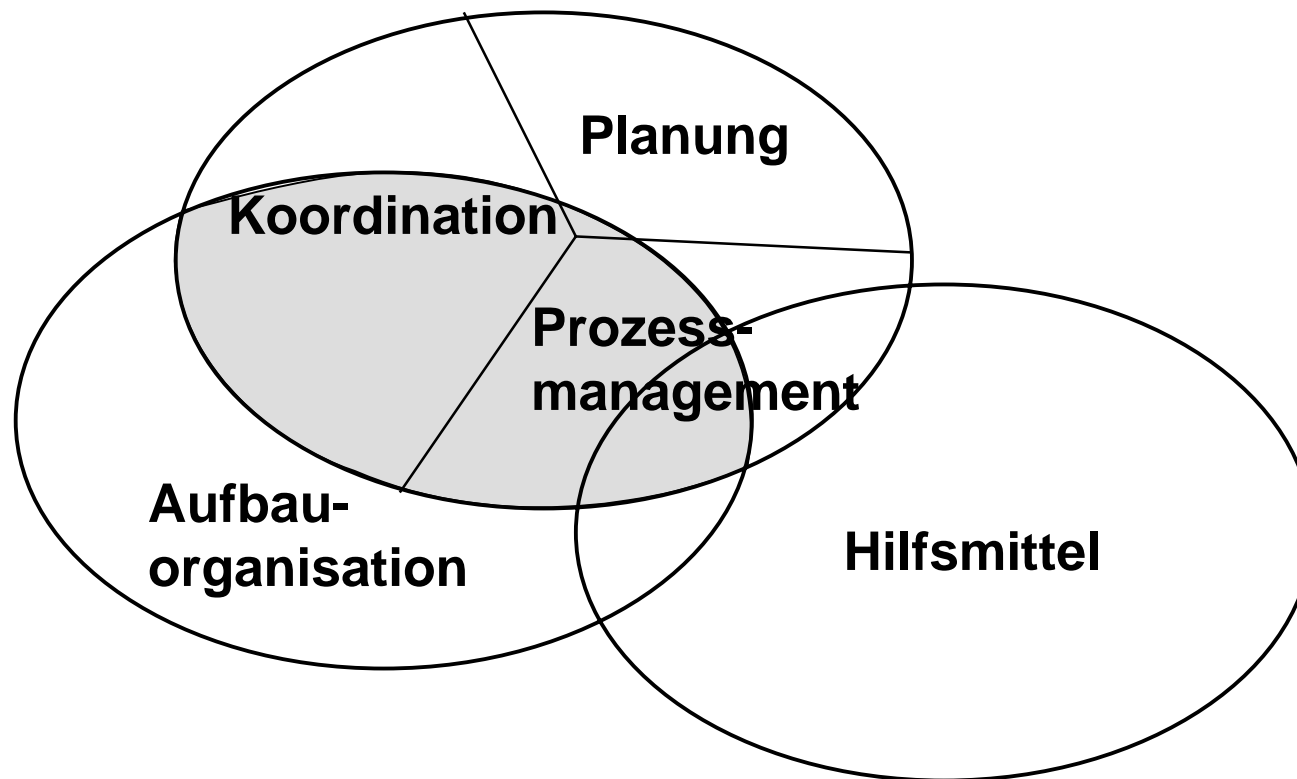 Planung
Koordination
Prozess-
management
Aufbau-
organisation
Hilfsmittel